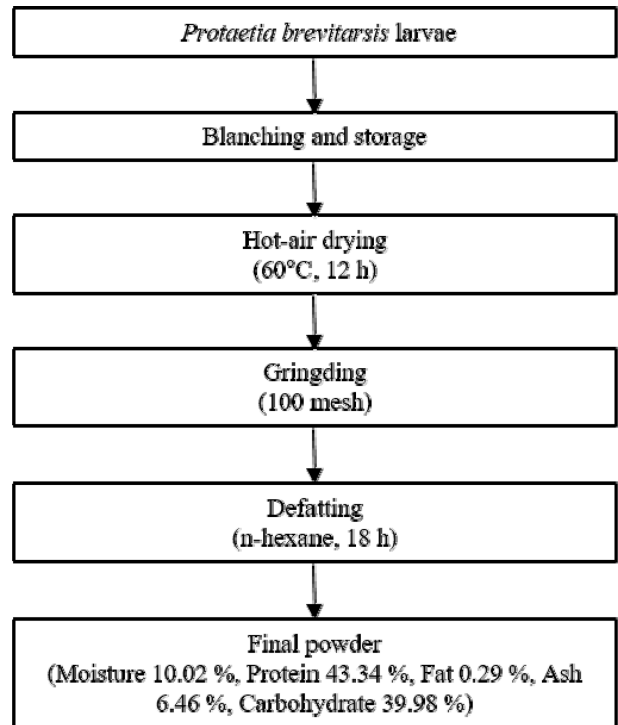 Protaetia brevitarsis larvae
Blanching and storage
Hot-air drying
(60°C, 12 h)
Gringding
(100 mesh)
Defatting
(n-hexane, 18 h)
Final powder
(Moisture 10.02 %, Protein 43.34 %, Fat 0.29 %, Ash
6.46 %, Carbohydrate 39.98 %)